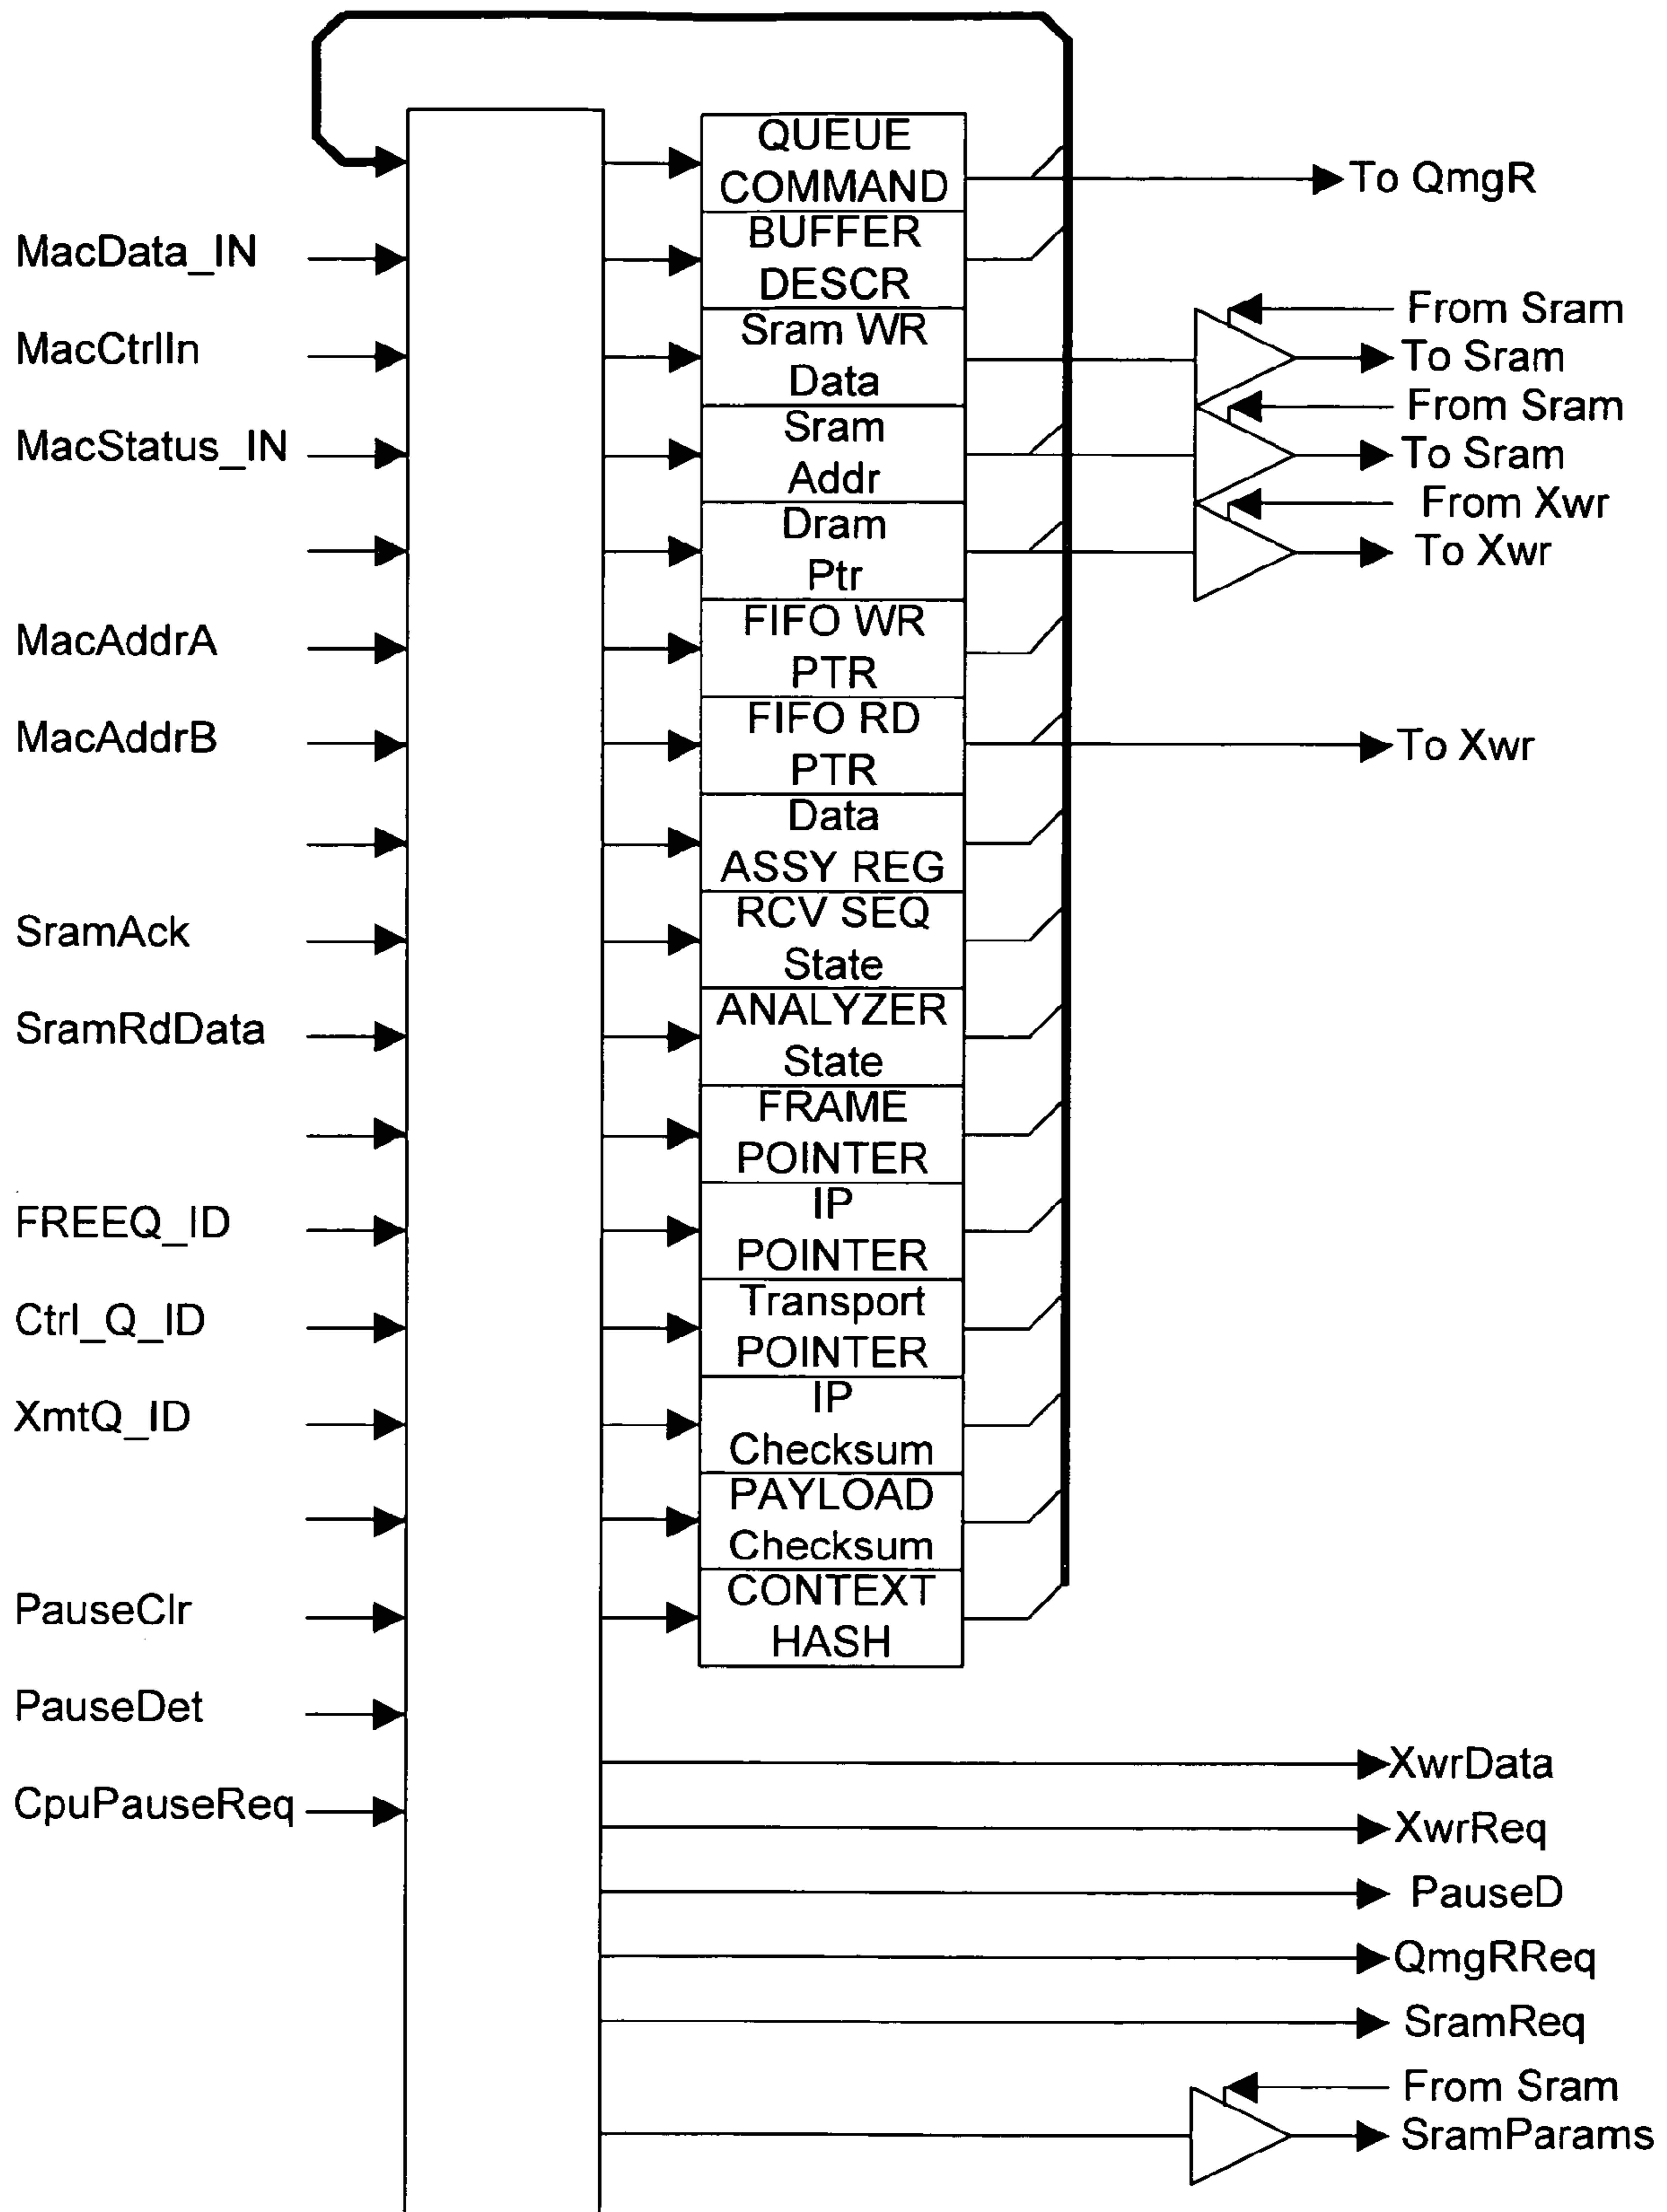 QUEUE
COMMAND
To QmgR
MacData_IN
BUFFER
DESCR
From Sram
MacCtrlIn
Sram WR
Data
To Sram
From Sram
MacStatus_IN
Sram
Addr
To Sram
From Xwr
Dram
Ptr
To Xwr
MacAddrA
FIFO WR
PTR
MacAddrB
FIFO RD
PTR
To Xwr
Data
ASSY REG
SramAck
RCV SEQ
State
SramRdData
ANALYZER
State
FRAME
POINTER
FREEQ_ID
IP
POINTER
Ctrl_Q_ID
Transport
POINTER
XmtQ_ID
IP
Checksum
PAYLOAD
Checksum
PauseClr
CONTEXT
HASH
PauseDet
XwrData
CpuPauseReq
XwrReq
PauseD
QmgRReq
SramReq
From Sram
SramParams